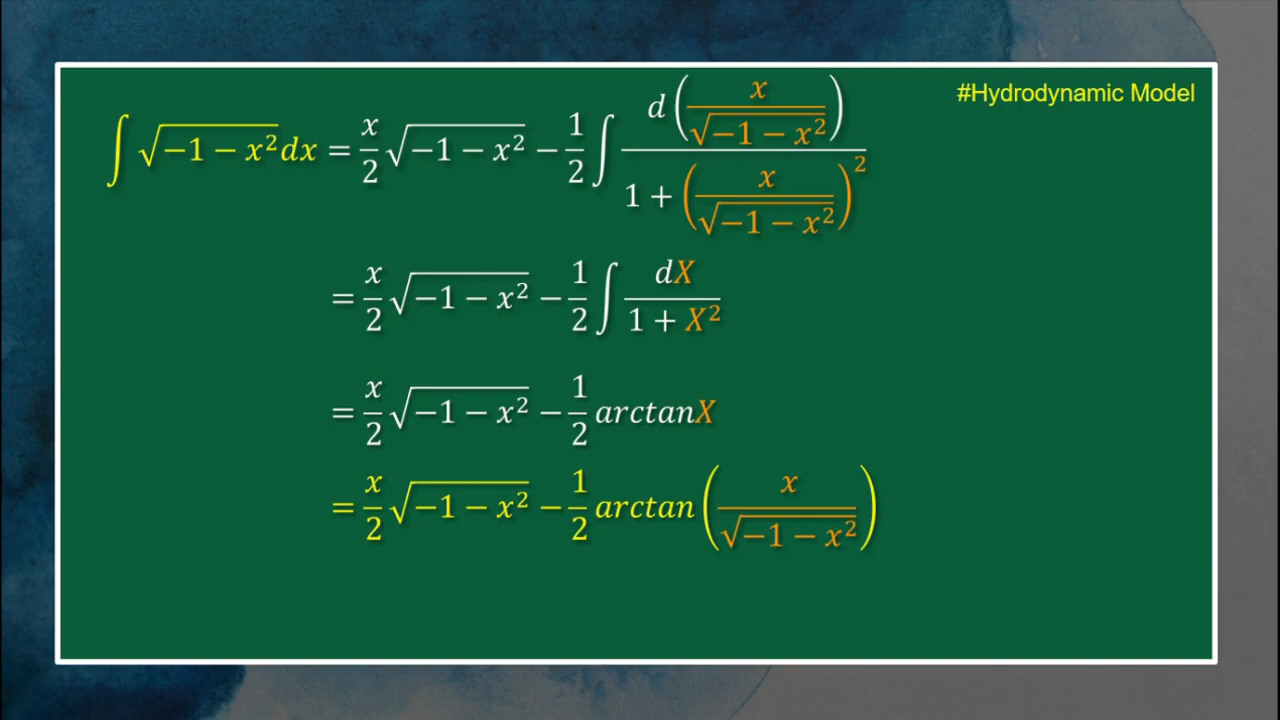 #Hydrodynamic Model
∫ √(−1 − x²) dx = x/2 √(−1 − x²) − 1/2 ∫ d(x/√(−1 − x²)) / (1 + (x/√(−1 − x²))²)
= x/2 √(−1 − x²) − 1/2 ∫ dX/(1 + X²)
= x/2 √(−1 − x²) − 1/2 arctanX
= x/2 √(−1 − x²) − 1/2 arctan(x/√(−1 − x²))